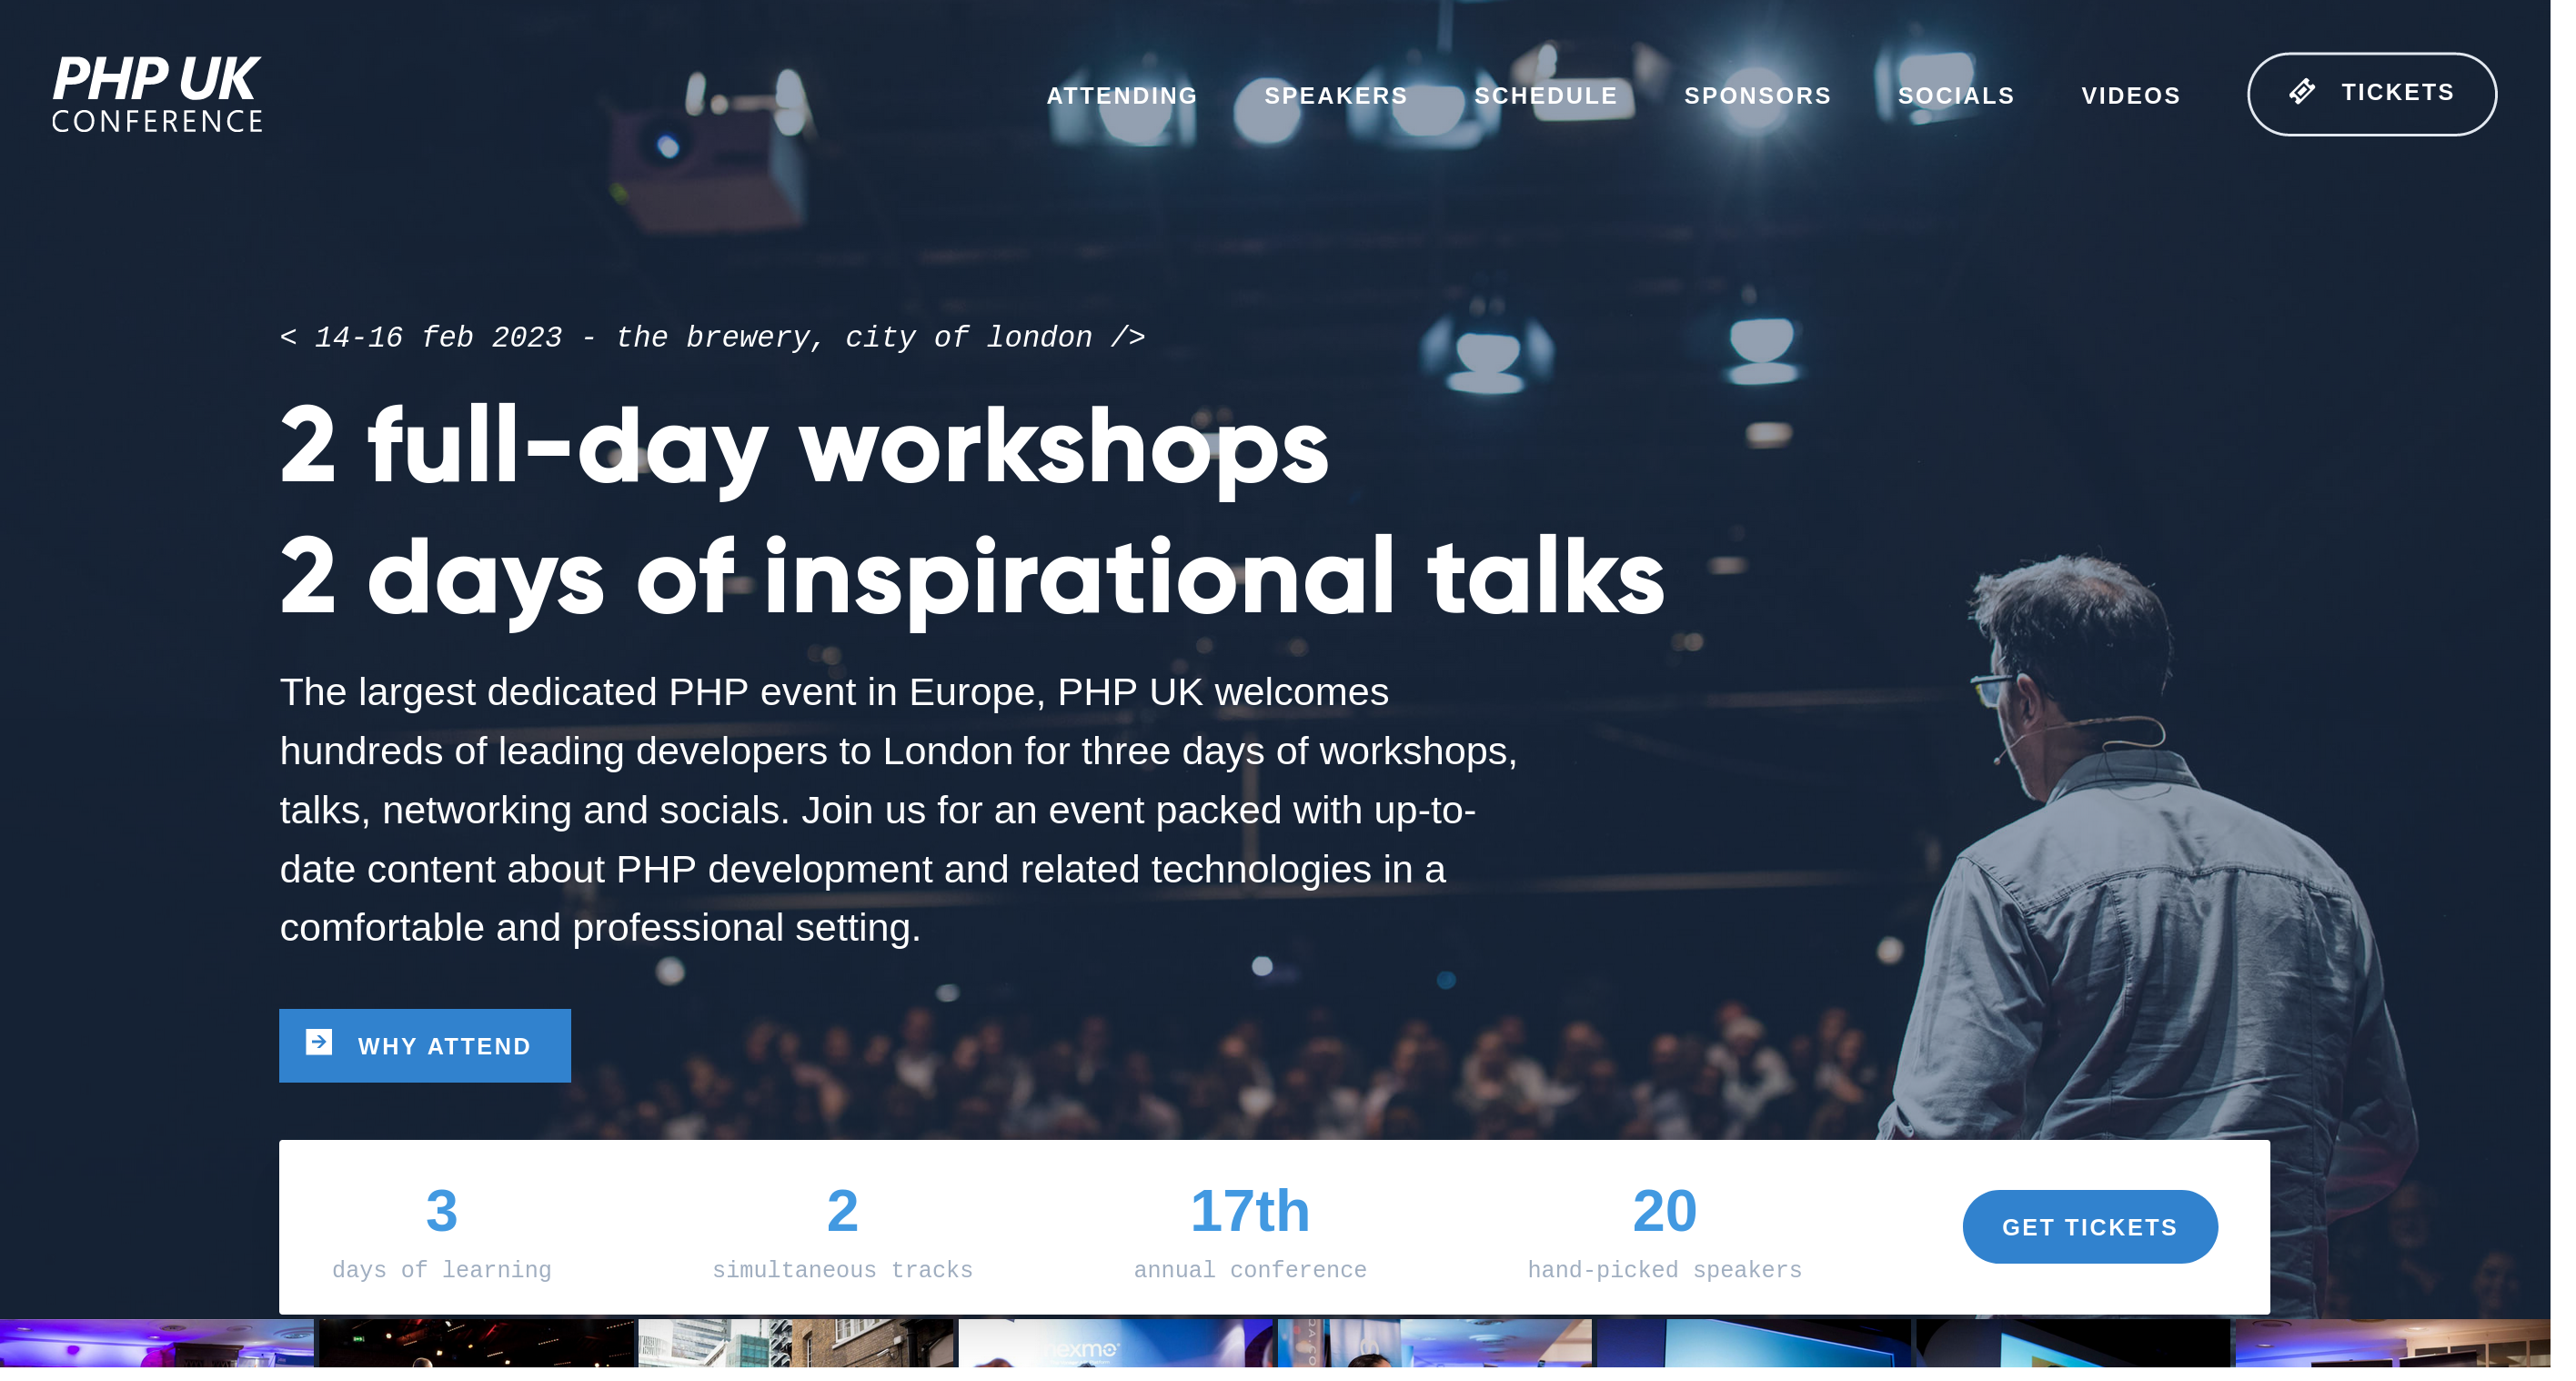 PHP UK
CONFERENCE
ATTENDING
SPEAKERS
SCHEDULE
SPONSORS
SOCIALS
VIDEOS
TICKETS
< 14-16 feb 2023 - the brewery, city of london />
2 full-day workshops
2 days of inspirational talks
The largest dedicated PHP event in Europe, PHP UK welcomes
hundreds of leading developers to London for three days of workshops,
talks, networking and socials. Join us for an event packed with up-to-
date content about PHP development and related technologies in a
comfortable and professional setting.
WHY ATTEND
3
days of learning
2
simultaneous tracks
17th
annual conference
20
hand-picked speakers
GET TICKETS